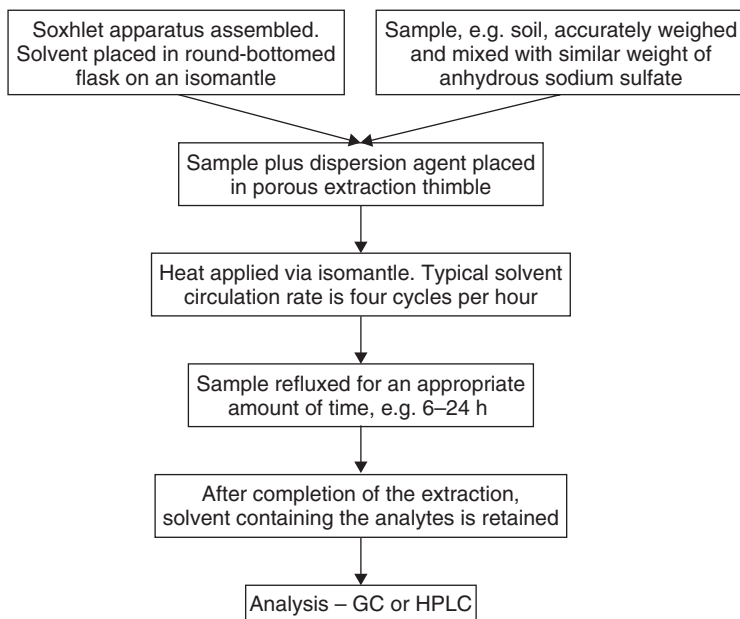 Soxhlet apparatus assembled.
Solvent placed in round-bottomed
flask on an isomantle
Sample, e.g. soil, accurately weighed
and mixed with similar weight of
anhydrous sodium sulfate
Sample plus dispersion agent placed
in porous extraction thimble
Heat applied via isomantle. Typical solvent
circulation rate is four cycles per hour
Sample refluxed for an appropriate
amount of time, e.g. 6–24 h
After completion of the extraction,
solvent containing the analytes is retained
Analysis – GC or HPLC